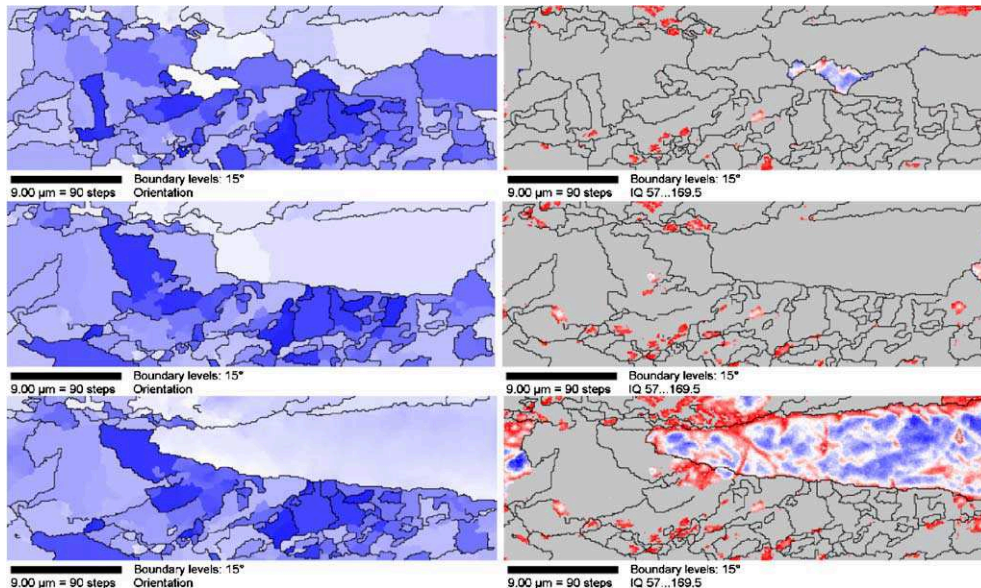 Boundary levels: 15°
9.00 µm = 90 steps Orientation
Boundary levels: 15°
9.00 µm = 90 steps IQ 57...169.5
Boundary levels: 15°
9.00 µm = 90 steps Orientation
Boundary levels: 15°
9.00 µm = 90 steps IQ 57...169.5
Boundary levels: 15°
9.00 µm = 90 steps Orientation
Boundary levels: 15°
9.00 µm = 90 steps IQ 57...169.5